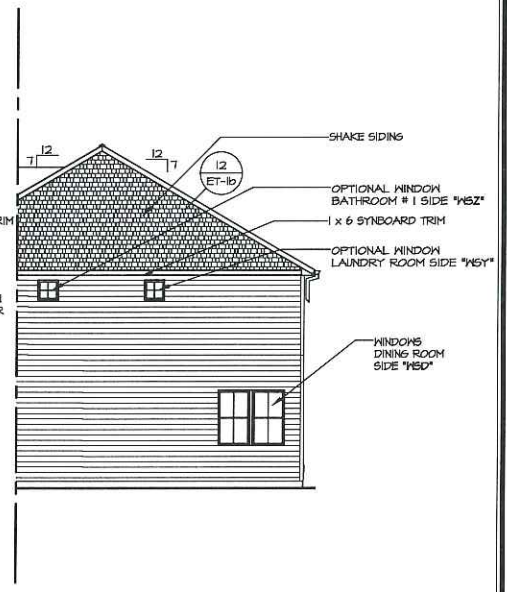 SHAKE SIDING
12
7
12
7
12
ET-1b
OPTIONAL WINDOW
BATHROOM # 1 SIDE "WSZ"
1 x 6 SYNBOARD TRIM
OPTIONAL WINDOW
LAUNDRY ROOM SIDE "WSY"
WINDOWS
DINING ROOM
SIDE "WSD"